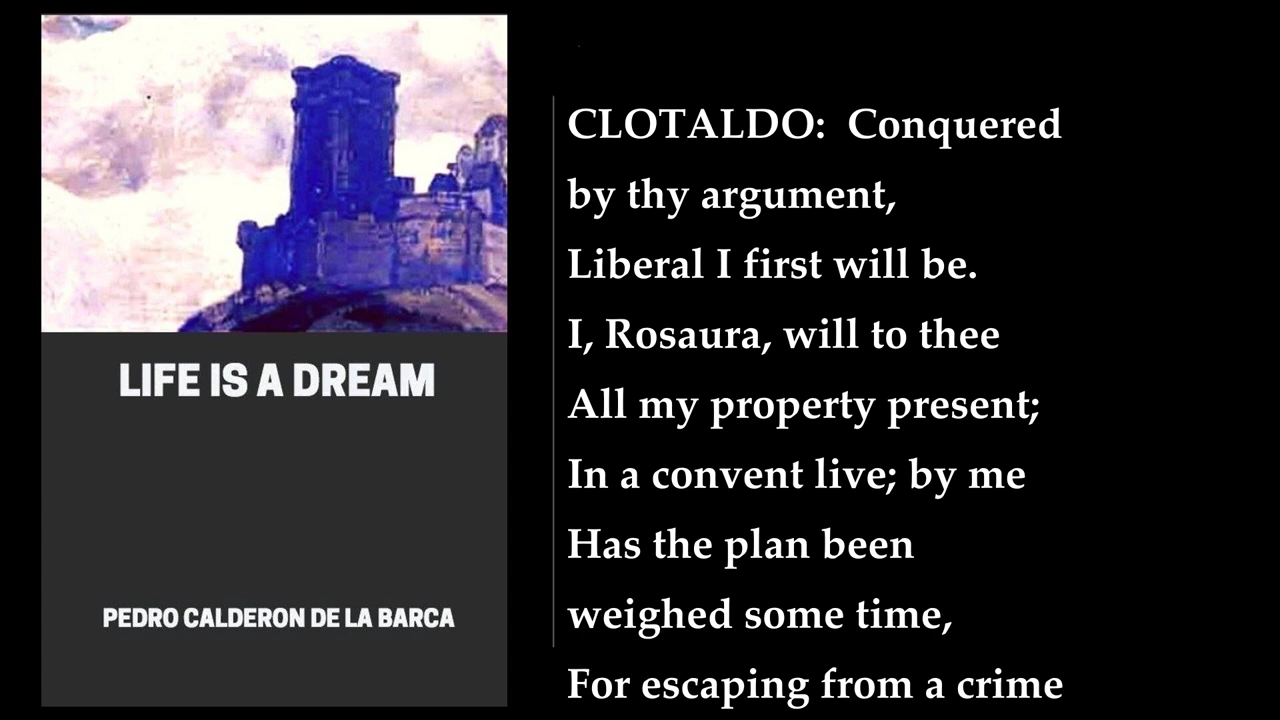 LIFE IS A DREAM
PEDRO CALDERON DE LA BARCA
CLOTALDO: Conquered
by thy argument,
Liberal I first will be.
I, Rosaura, will to thee
All my property present;
In a convent live; by me
Has the plan been
weighed some time,
For escaping from a crime